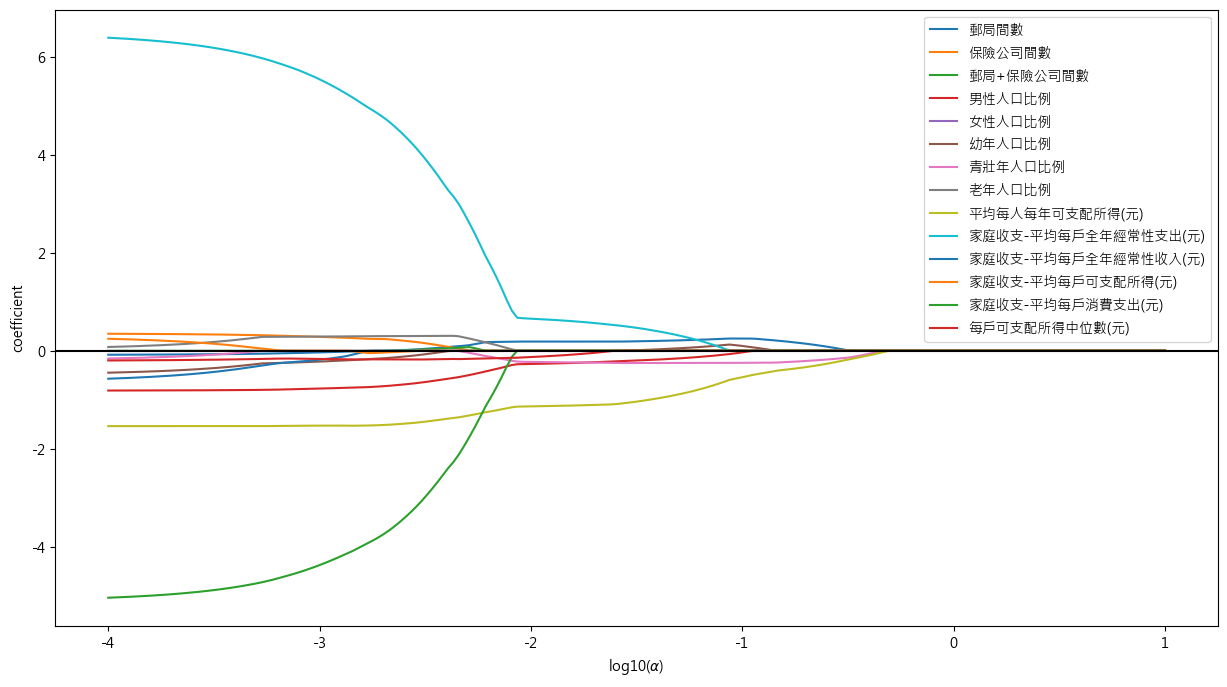 郵局間數
保險公司間數
郵局+保險公司間數
男性人口比例
女性人口比例
幼年人口比例
青壯年人口比例
老年人口比例
平均每人每年可支配所得(元)
家庭收支-平均每戶全年經常性支出(元)
家庭收支-平均每戶全年經常性收入(元)
家庭收支-平均每戶可支配所得(元)
家庭收支-平均每戶消費支出(元)
每戶可支配所得中位數(元)
6
4
2
0
-2
-4
coefficient
-4 -3 -2 -1 0 1
log10(α)